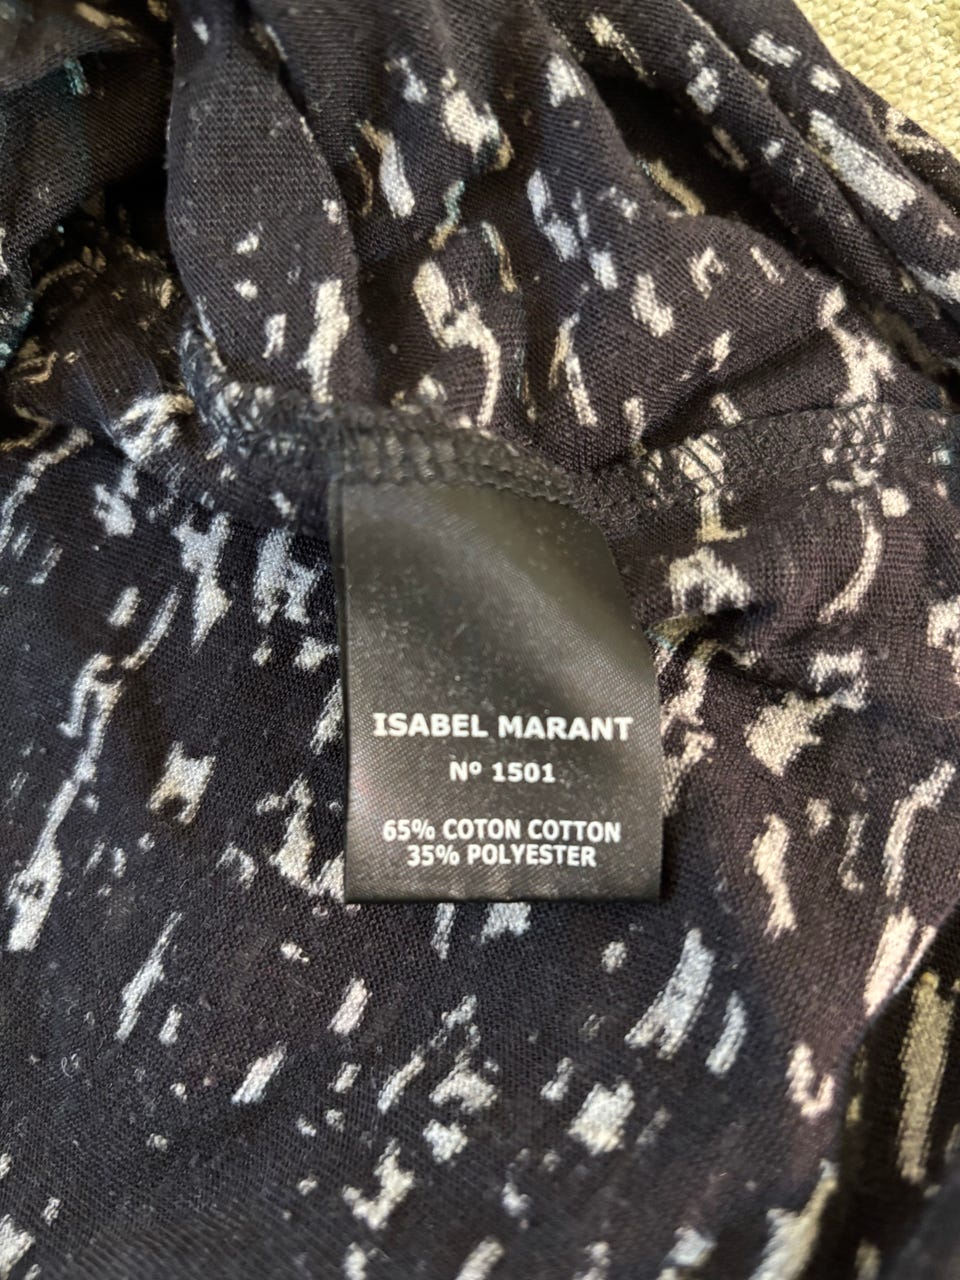 ISABEL MARANT
Nº 1501
65% COTON COTTON
35% POLYESTER